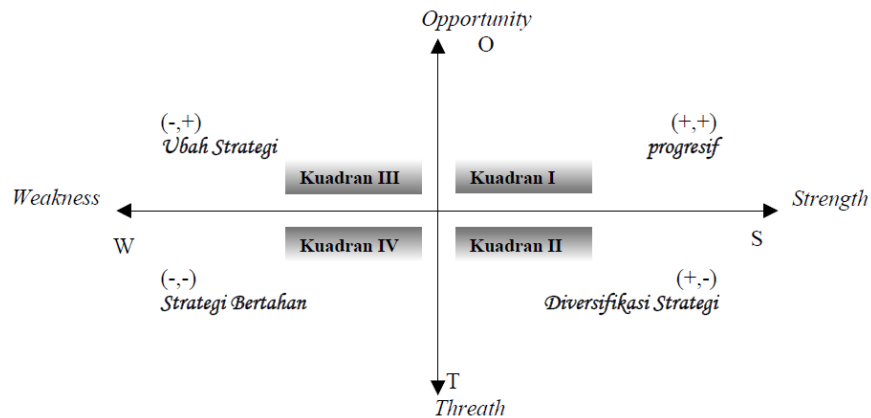 Opportunity
O
(-,+)
Ubah Strategi
(+,+)
progresif
Kuadran III
Kuadran I
Weakness
Strength
W
Kuadran IV
Kuadran II
S
(-,-)
Strategi Bertahan
(+,-)
Diversifikasi Strategi
T
Threath